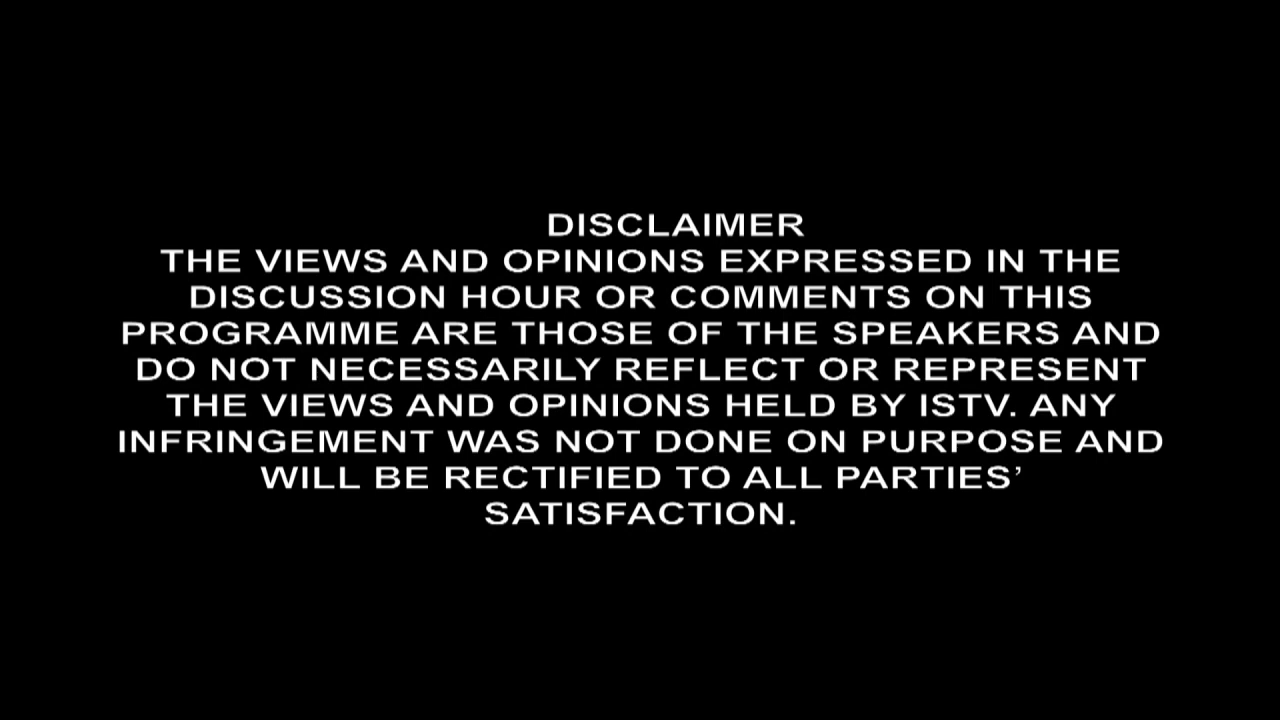 DISCLAIMER
THE VIEWS AND OPINIONS EXPRESSED IN THE
DISCUSSION HOUR OR COMMENTS ON THIS
PROGRAMME ARE THOSE OF THE SPEAKERS AND
DO NOT NECESSARILY REFLECT OR REPRESENT
THE VIEWS AND OPINIONS HELD BY ISTV. ANY
INFRINGEMENT WAS NOT DONE ON PURPOSE AND
WILL BE RECTIFIED TO ALL PARTIES’
SATISFACTION.